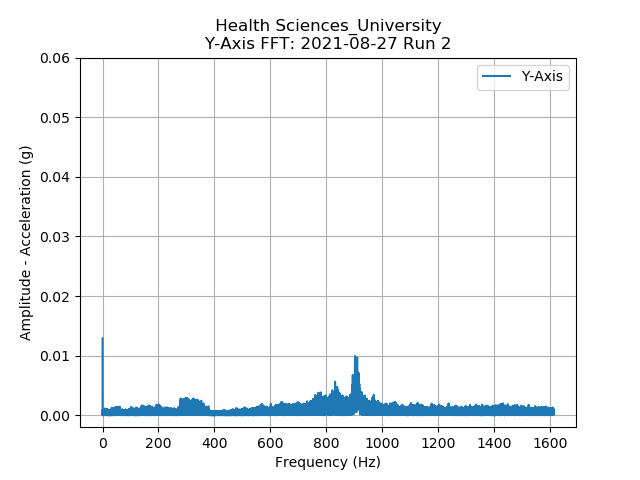 Health Sciences_University
Y-Axis FFT: 2021-08-27 Run 2
Y-Axis
0.06
0.05
0.04
0.03
0.02
0.01
0.00
Amplitude - Acceleration (g)
0 200 400 600 800 1000 1200 1400 1600
Frequency (Hz)